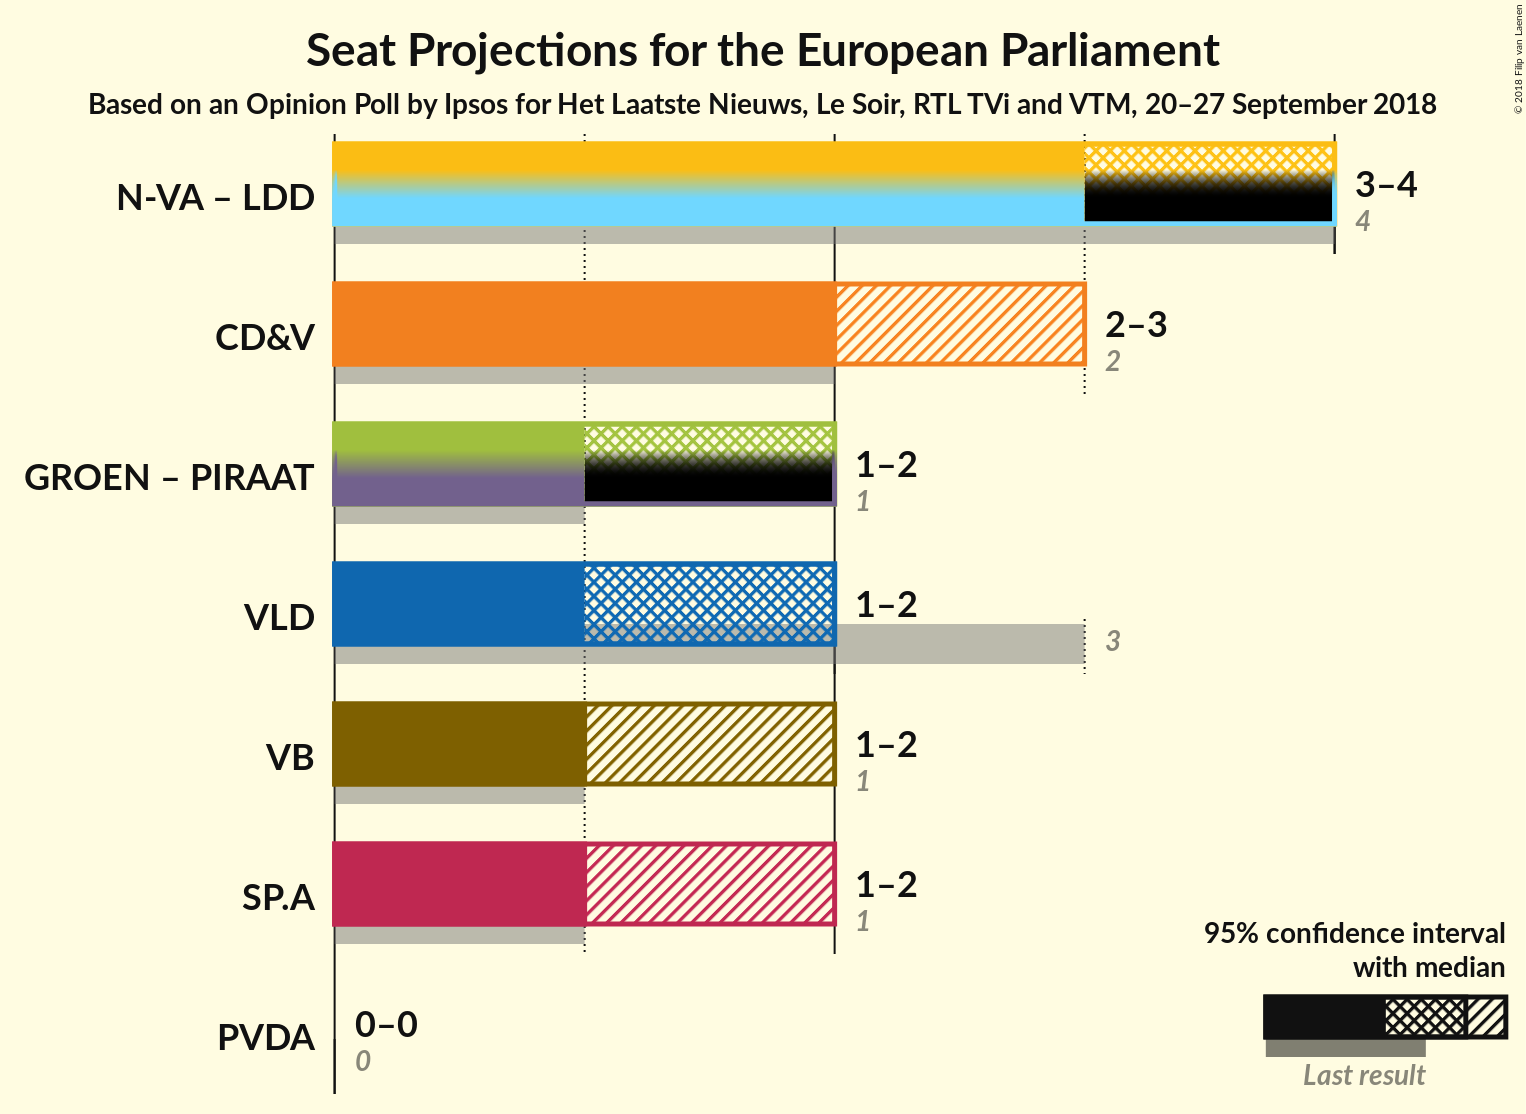 Seat Projections for the European Parliament
Based on an Opinion Poll by Ipsos for Het Laatste Nieuws, Le Soir, RTL TVi and VTM, 20–27 September 2018
© 2018 Filip van Laenen
N-VA – LDD
3–4
4
CD&V
2–3
2
GROEN – PIRAAT
1–2
1
VLD
1–2
3
VB
1–2
1
SP.A
1–2
1
PVDA
0–0
0
95% confidence interval
with median
Last result